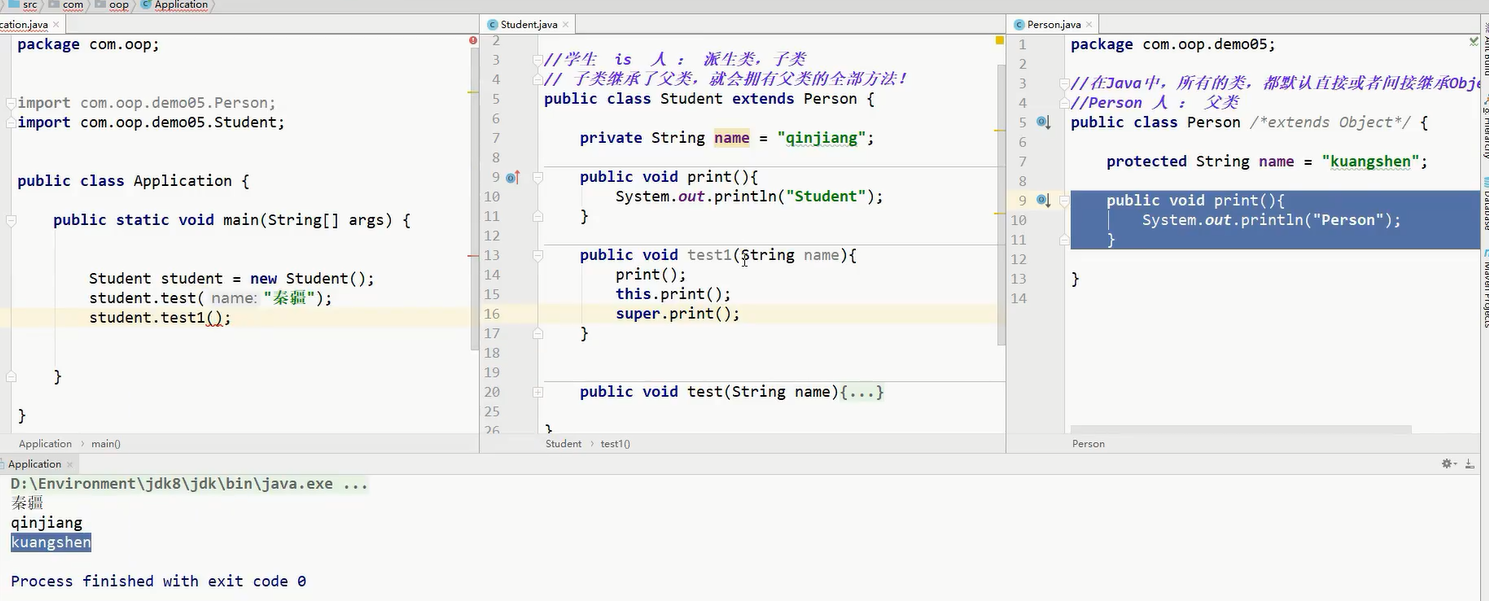 src com oop Application
cation.java
package com.oop;
import com.oop.demo05.Person;
import com.oop.demo05.Student;
public class Application {
public static void main(String[] args) {
Student student = new Student();
student.test( name: "秦疆");
student.test1();
}
}
Application main()
Student.java
2
3 //学生 is 人 : 派生类, 子类
4 // 子类继承了父类, 就会拥有父类的全部方法!
5 public class Student extends Person {
6
7 private String name = "qinjiang";
8
9 public void print(){
10 System.out.println("Student");
11 }
12
13 public void test1(String name){
14 print();
15 this.print();
16 super.print();
17 }
18
19
20 public void test(String name){...}
25
26 }
Student test1()
Person.java
1 package com.oop.demo05;
2
3 //在Java中, 所有的类, 都默认直接或者间接继承Obje
4 //Person 人 : 父类
5 public class Person /*extends Object*/ {
6
7 protected String name = "kuangshen";
8
9 public void print(){
10 System.out.println("Person");
11 }
12
13 }
14
Person
Database
Maven Projects
Application
D:\Environment\jdk8\jdk\bin\java.exe ...
秦疆
qinjiang
kuangshen
Process finished with exit code 0